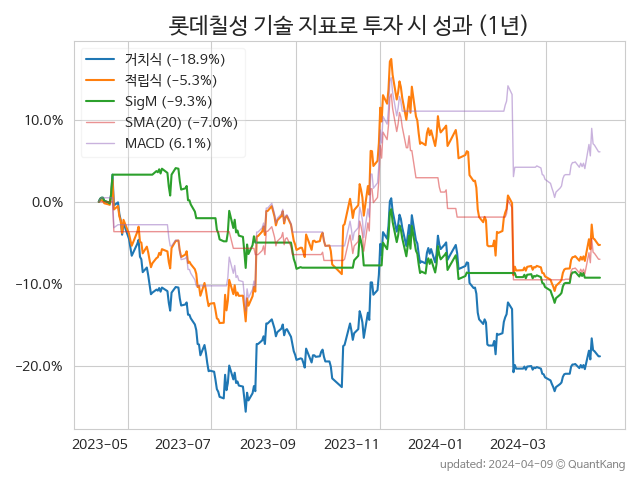 롯데칠성 기술 지표로 투자 시 성과 (1년)
거치식 (−18.9%)
적립식 (−5.3%)
SigM (−9.3%)
SMA(20) (−7.0%)
MACD (6.1%)
10.0%
0.0%
−10.0%
−20.0%
2023-05 2023-07 2023-09 2023-11 2024-01 2024-03
updated: 2024-04-09 © QuantKang